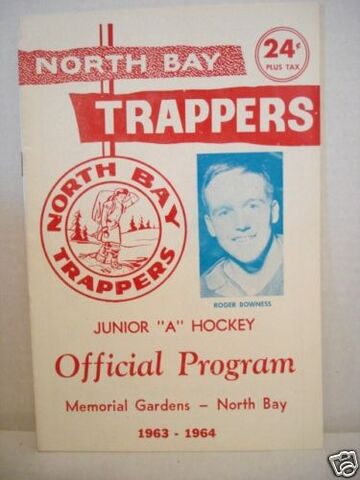 24¢
PLUS TAX
NORTH BAY
TRAPPERS
NORTH BAY
TRAPPERS
ROGER DOWNESS
JUNIOR "A" HOCKEY
Official Program
Memorial Gardens – North Bay
1963 - 1964